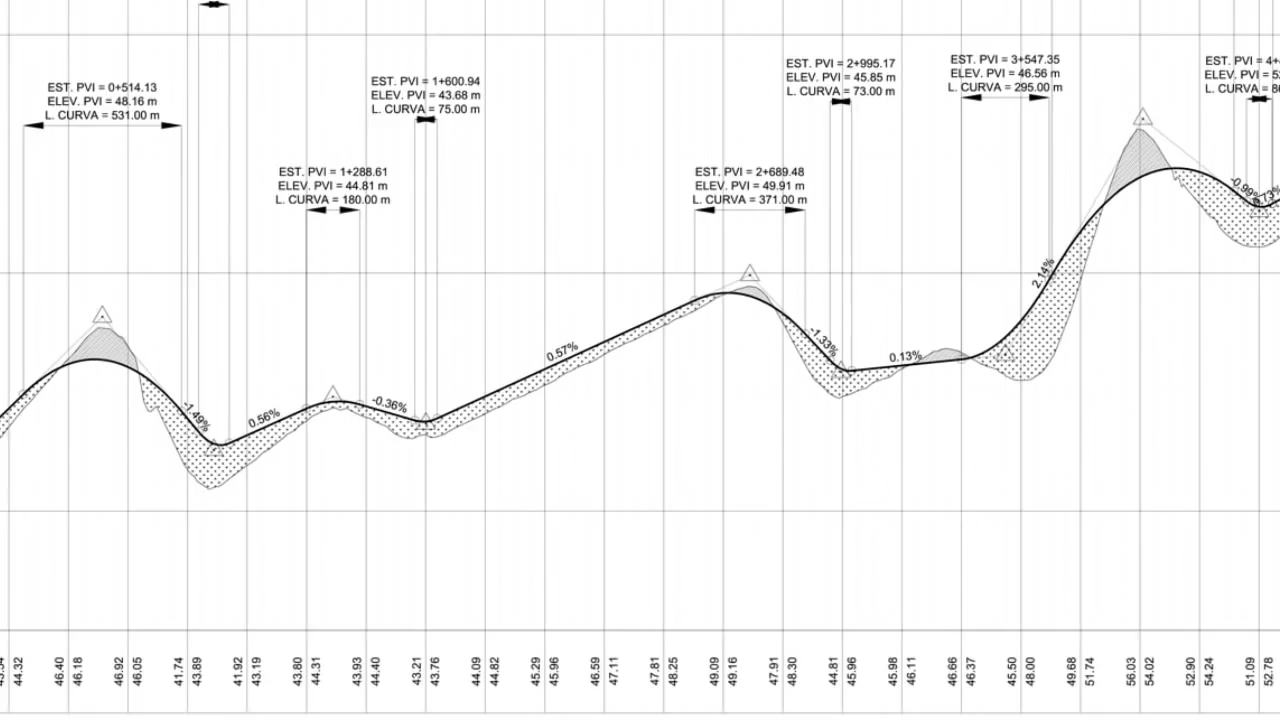 EST. PVI = 0+514.13
ELEV. PVI = 48.16 m
L. CURVA = 531.00 m
EST. PVI = 1+288.61
ELEV. PVI = 44.81 m
L. CURVA = 180.00 m
EST. PVI = 1+600.94
ELEV. PVI = 43.68 m
L. CURVA = 75.00 m
EST. PVI = 2+689.48
ELEV. PVI = 49.91 m
L. CURVA = 371.00 m
EST. PVI = 2+995.17
ELEV. PVI = 45.85 m
L. CURVA = 73.00 m
EST. PVI = 3+547.35
ELEV. PVI = 46.56 m
L. CURVA = 295.00 m
EST. PVI =
ELEV. PVI =
L. CURVA =
-1.49%
0.56%
-0.36%
0.57%
-1.33%
0.13%
2.14%
-0.99%
44.32
46.40
46.18
46.92
46.05
41.74
43.89
41.92
43.19
43.80
44.31
43.93
44.40
43.21
43.76
44.09
44.82
45.29
45.96
46.59
47.11
47.81
48.25
49.09
49.16
47.91
48.30
44.81
45.96
45.98
46.11
46.66
46.37
45.50
48.00
49.68
51.74
56.03
54.02
52.90
54.24
51.09
52.78